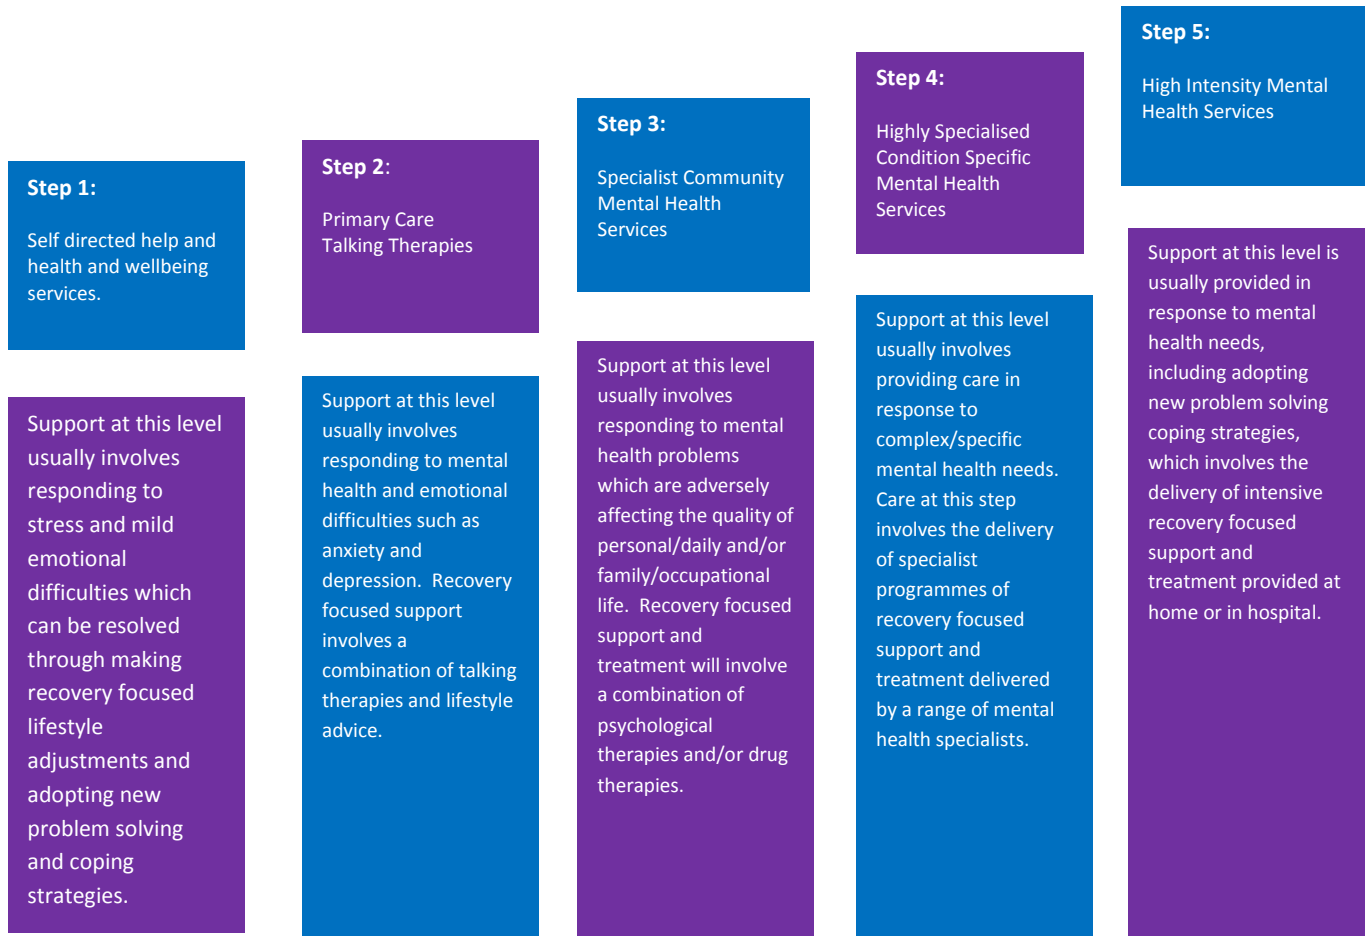 Step 1:
Self directed help and
health and wellbeing
services.
Support at this level
usually involves
responding to
stress and mild
emotional
difficulties which
can be resolved
through making
recovery focused
lifestyle
adjustments and
adopting new
problem solving
and coping
strategies.
Step 2:
Primary Care
Talking Therapies
Support at this level
usually involves
responding to mental
health and emotional
difficulties such as
anxiety and
depression.  Recovery
focused support
involves a
combination of talking
therapies and lifestyle
advice.
Step 3:
Specialist Community
Mental Health
Services
Support at this level
usually involves
responding to mental
health problems
which are adversely
affecting the quality of
personal/daily and/or
family/occupational
life.  Recovery focused
support and
treatment will involve
a combination of
psychological
therapies and/or drug
therapies.
Step 4:
Highly Specialised
Condition Specific
Mental Health
Services
Support at this level
usually involves
providing care in
response to
complex/specific
mental health needs.
Care at this step
involves the delivery
of specialist
programmes of
recovery focused
support and
treatment delivered
by a range of mental
health specialists.
Step 5:
High Intensity Mental
Health Services
Support at this level is
usually provided in
response to mental
health needs,
including adopting
new problem solving
coping strategies,
which involves the
delivery of intensive
recovery focused
support and
treatment provided at
home or in hospital.